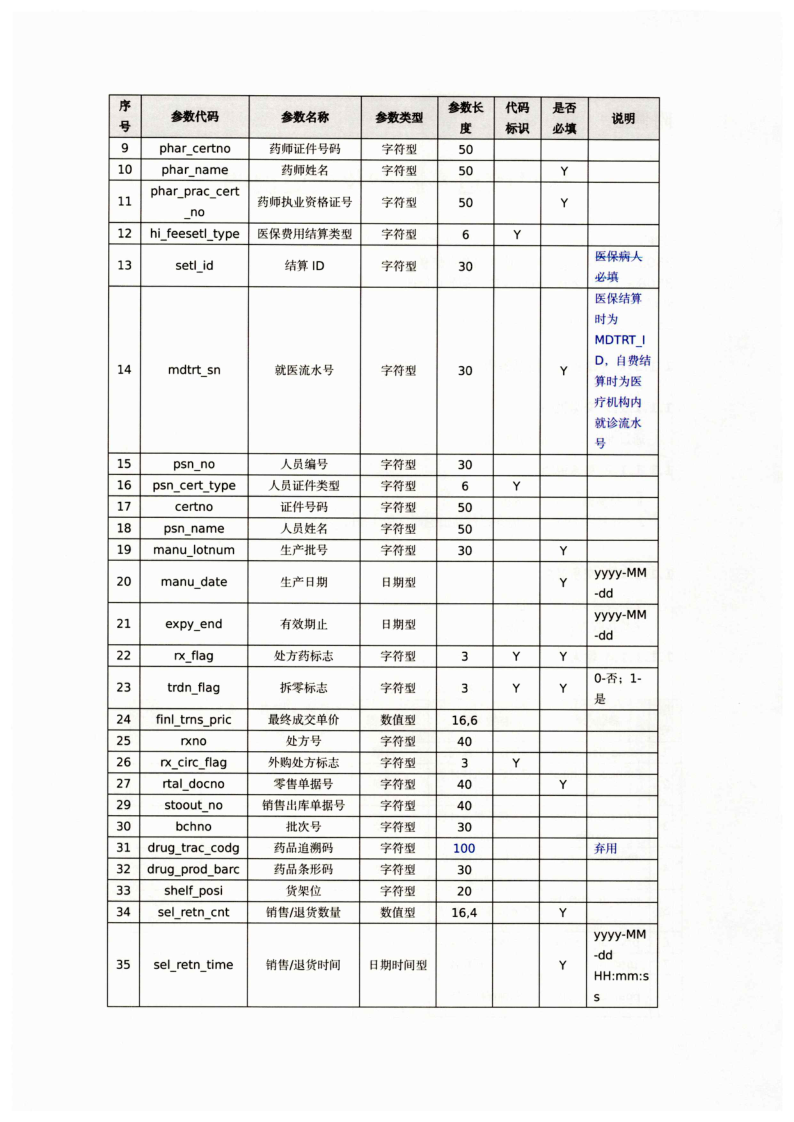 序号 参数代码 参数名称 参数类型 参数长度 代码标识 是否必填 说明
9 phar_certno 药师证件号码 字符型 50
10 phar_name 药师姓名 字符型 50 Y
11 phar_prac_cert_no 药师执业资格证号 字符型 50 Y
12 hi_feesetl_type 医保费用结算类型 字符型 6 Y
13 setl_id 结算 ID 字符型 30 医保病人必填
14 mdtrt_sn 就医流水号 字符型 30 Y 医保结算时为MDTRT_ID，自费结算时为医疗机构内就诊流水号
15 psn_no 人员编号 字符型 30
16 psn_cert_type 人员证件类型 字符型 6 Y
17 certno 证件号码 字符型 50
18 psn_name 人员姓名 字符型 50
19 manu_lotnum 生产批号 字符型 30 Y
20 manu_date 生产日期 日期型 Y yyyy-MM-dd
21 expy_end 有效期止 日期型 yyyy-MM-dd
22 rx_flag 处方药标志 字符型 3 Y Y
23 trdn_flag 拆零标志 字符型 3 Y Y 0-否；1-是
24 finl_trns_pric 最终成交单价 数值型 16,6
25 rxno 处方号 字符型 40
26 rx_circ_flag 外购处方标志 字符型 3 Y
27 rtal_docno 零售单据号 字符型 40 Y
29 stoout_no 销售出库单据号 字符型 40
30 bchno 批次号 字符型 30
31 drug_trac_codg 药品追溯码 字符型 100 弃用
32 drug_prod_barc 药品条形码 字符型 30
33 shelf_posi 货架位 字符型 20
34 sel_retn_cnt 销售/退货数量 数值型 16,4 Y
35 sel_retn_time 销售/退货时间 日期时间型 Y yyyy-MM-dd HH:mm:ss